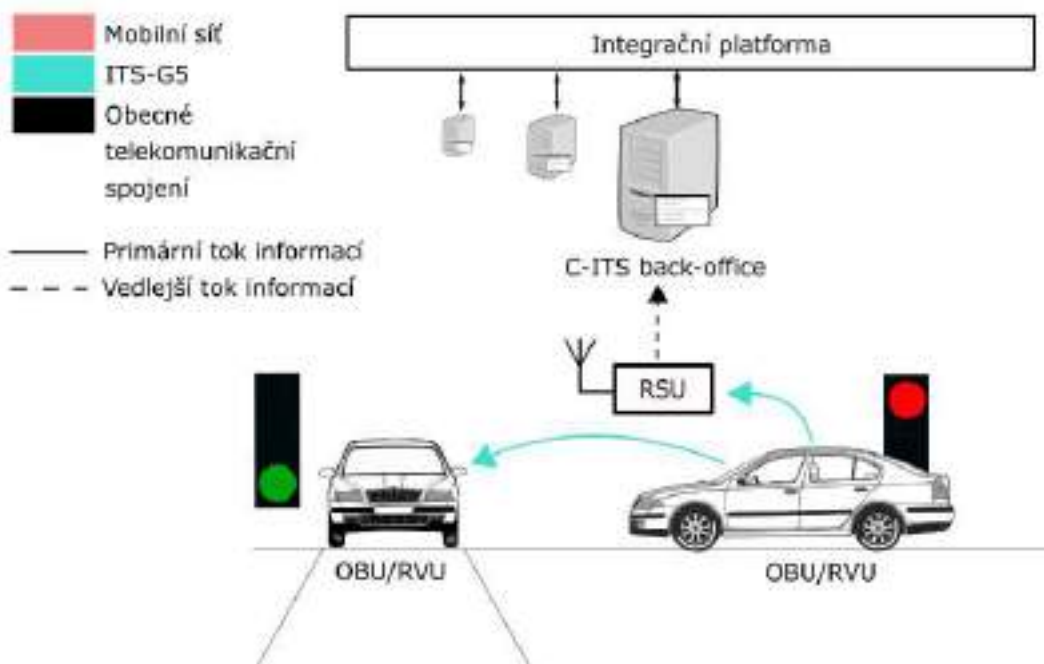 Mobilní síť
ITS-G5
Obecné
telekomunikační
spojení
Primární tok informací
Vedlejší tok informací
Integrační platforma
C-ITS back-office
RSU
OBU/RVU
OBU/RVU